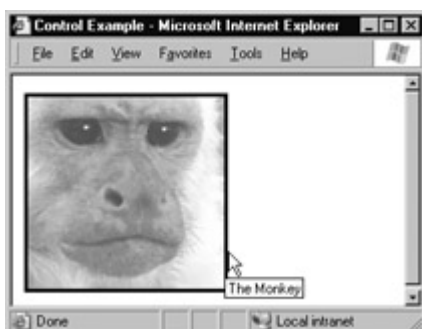 Control Example - Microsoft Internet Explorer
File Edit View Favorites Tools Help
The Monkey
Done Local intranet